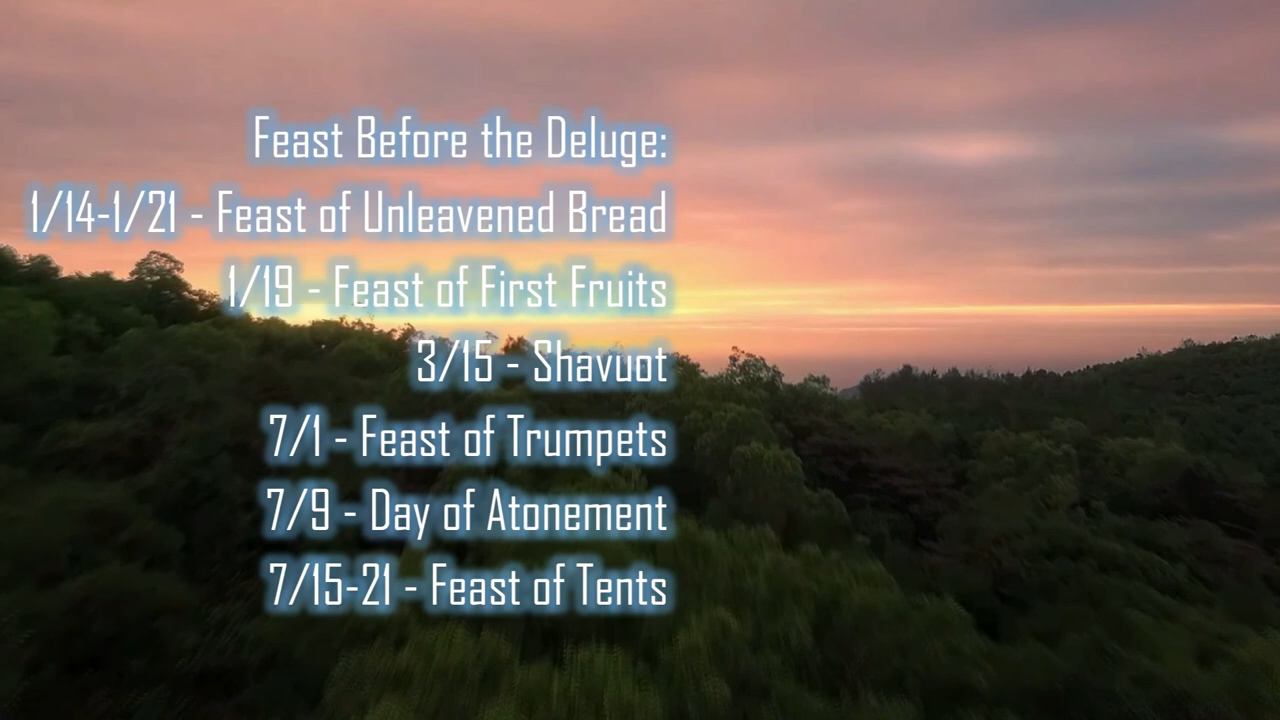 Feast Before the Deluge:
1/14-1/21 - Feast of Unleavened Bread
1/19 - Feast of First Fruits
3/15 - Shavuot
7/1 - Feast of Trumpets
7/9 - Day of Atonement
7/15-21 - Feast of Tents